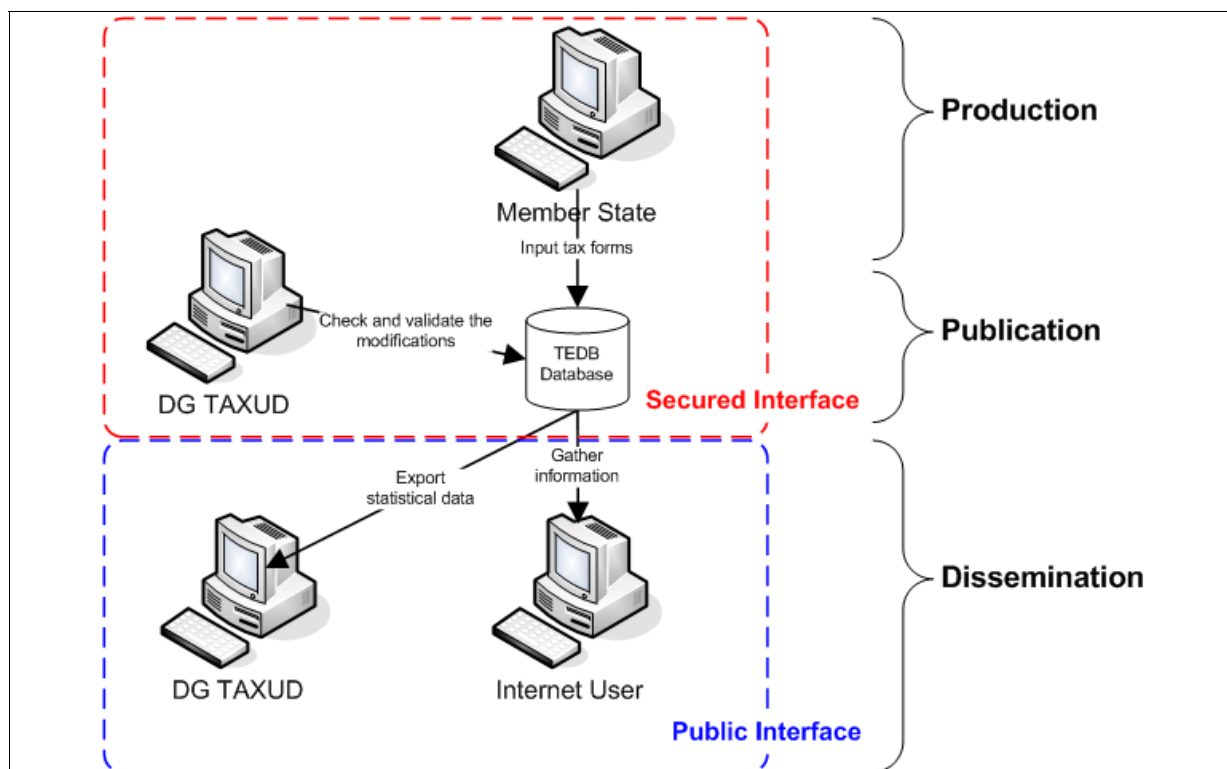 Production
Member State
Input tax forms
Check and validate the
modifications
TEDB
Database
DG TAXUD
Publication
Secured Interface
Gather
information
Export
statistical data
Dissemination
DG TAXUD
Internet User
Public Interface